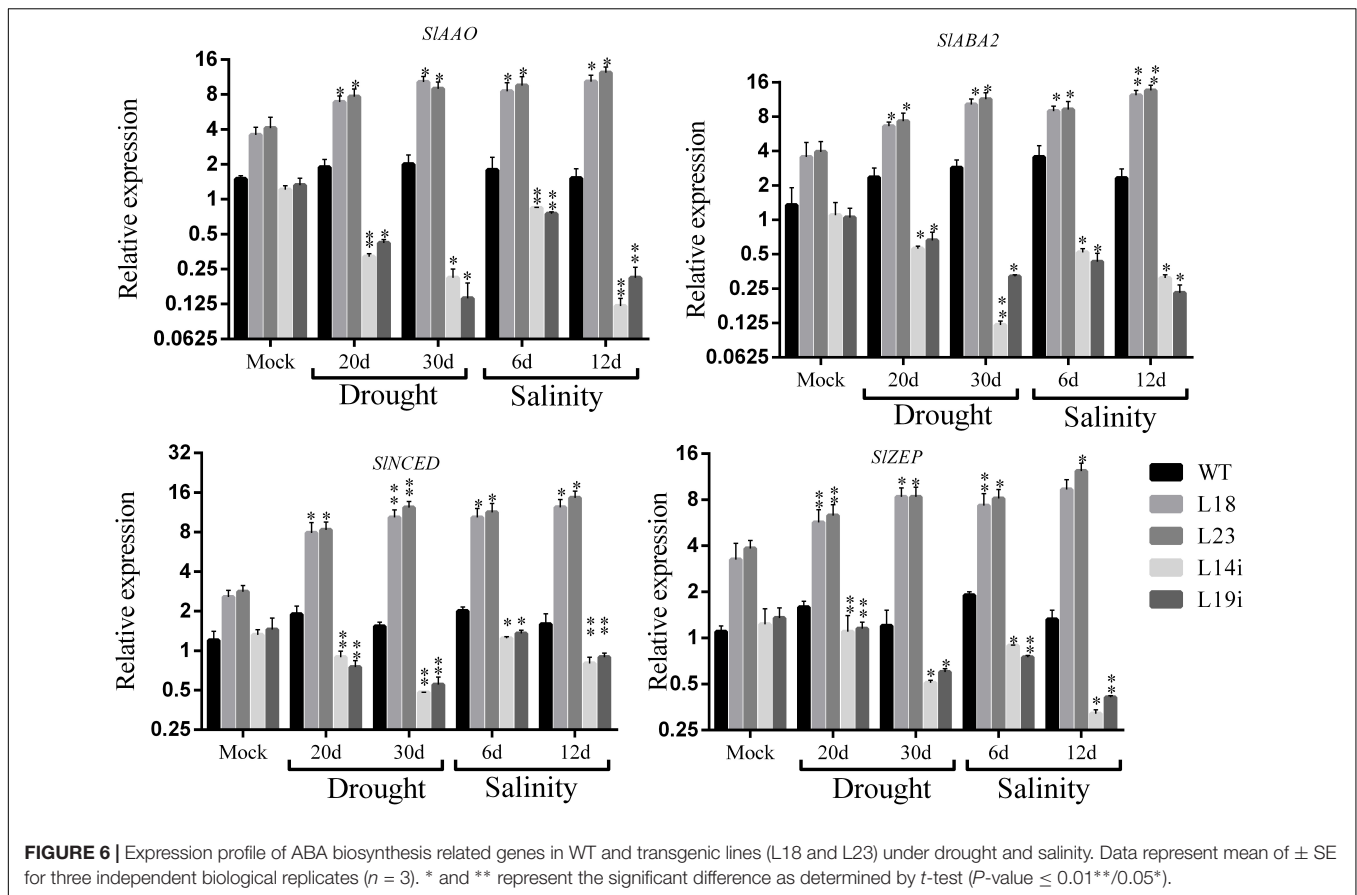 SlAAO
Relative expression
16
8
4
2
1
0.5
0.25
0.125
0.0625
* * * * * * * *
** * * * ** ** ** **
Mock 20d 30d 6d 12d
Drought Salinity
SlABA2
Relative expression
16
8
4
2
1
0.5
0.25
0.125
0.0625
* * * * * * ** **
* * ** * * * * *
Mock 20d 30d 6d 12d
Drought Salinity
SlNCED
Relative expression
32
16
8
4
2
1
0.5
0.25
* * ** ** * * * *
** ** ** ** * * ** **
Mock 20d 30d 6d 12d
Drought Salinity
SlZEP
Relative expression
16
8
4
2
1
0.5
0.25
** ** * * ** * *
** ** * * * ** * **
Mock 20d 30d 6d 12d
Drought Salinity
WT
L18
L23
L14i
L19i
FIGURE 6 | Expression profile of ABA biosynthesis related genes in WT and transgenic lines (L18 and L23) under drought and salinity. Data represent mean of ± SE
for three independent biological replicates (n = 3). * and ** represent the significant difference as determined by t-test (P-value ≤ 0.01**/0.05*).